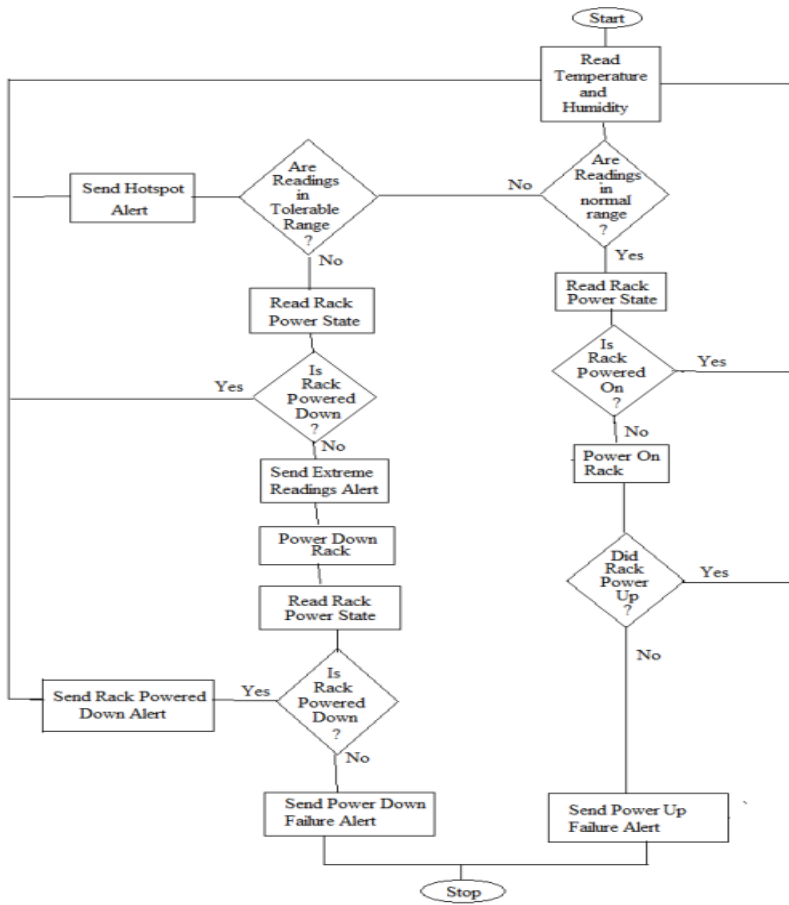 Start
Read
Temperature
and
Humidity
Are
Readings
in
Tolerable
Range
?
Send Hotspot
Alert
No
Are
Readings
in
normal
range
?
No
Yes
Read Rack
Power State
Read Rack
Power State
Is
Rack
Powered
Down
?
Yes
No
Is
Rack
Powered
On
?
Yes
No
Send Extreme
Readings Alert
Power On
Rack
Power Down
Rack
Read Rack
Power State
Did
Rack
Power
Up
?
Yes
No
Is
Rack
Powered
Down
?
Yes
Send Rack Powered
Down Alert
No
Send Power Down
Failure Alert
Send Power Up
Failure Alert
Stop